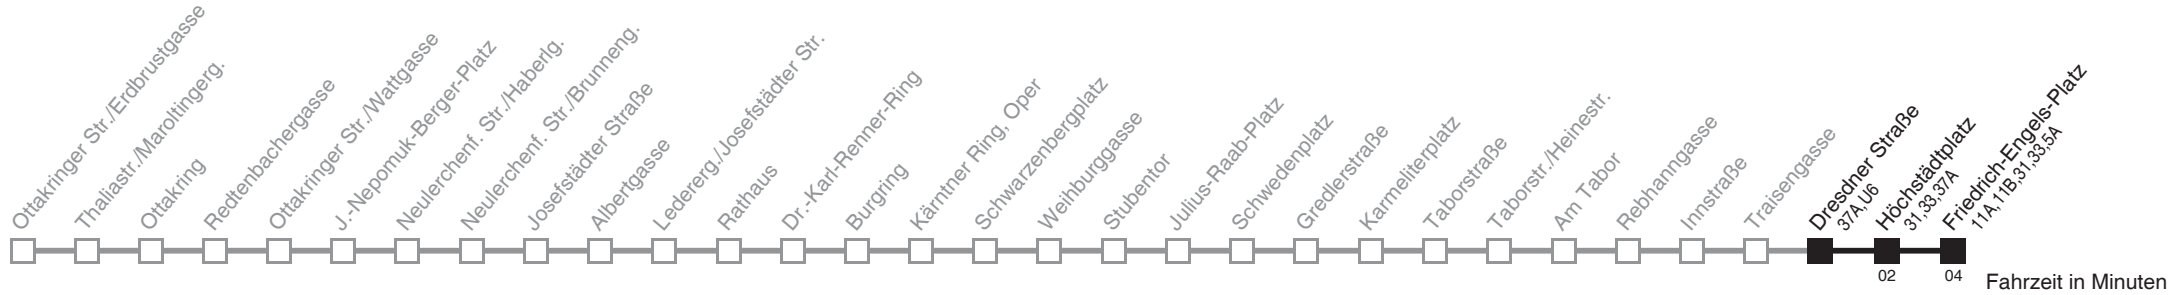 Ottakringer Str./Erdbrustgasse
Thaliastr./Maroltingerg.
Ottakring
Redtenbachergasse
Ottakringer Str./Wattgasse
J.-Nepomuk-Berger-Platz
Neulerchenf. Str./Haberlg.
Neulerchenf. Str./Brunneng.
Josefstädter Straße
Albertgasse
Ledererg./Josefstädter Str.
Rathaus
Dr.-Karl-Renner-Ring
Burgring
Kärntner Ring, Oper
Schwarzenbergplatz
Weihburggasse
Stubentor
Julius-Raab-Platz
Schwedenplatz
Gredlerstraße
Karmeliterplatz
Taborstraße
Taborstr./Heinestr.
Am Tabor
Rebhanngasse
Innstraße
Traisengasse
Dresdner Straße
37A,U6
Höchstädtplatz
31,33,37A
Friedrich-Engels-Platz
11A,11B,31,33,5A
02
04
Fahrzeit in Minuten